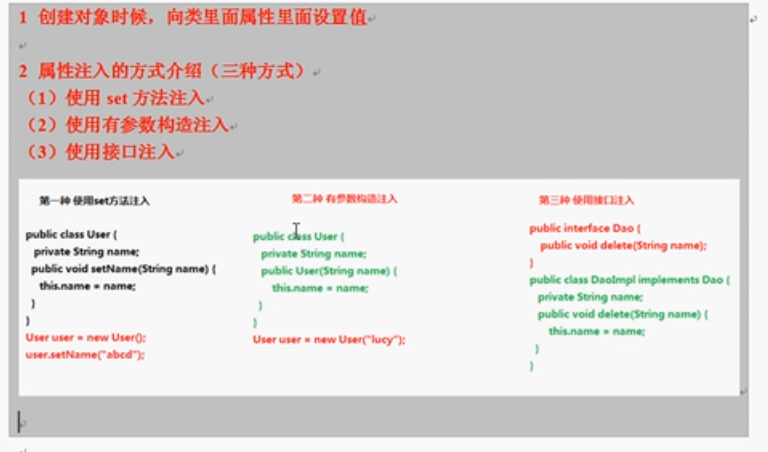 1 创建对象时候，向类里面属性里面设置值
2 属性注入的方式介绍（三种方式）
（1）使用 set 方法注入
（2）使用有参数构造注入
（3）使用接口注入
第一种 使用set方法注入
public class User {
private String name;
public void setName(String name) {
this.name = name;
}
}
User user = new User();
user.setName("abcd");
第二种 有参数构造注入
public class User {
private String name;
public User(String name) {
this.name = name;
}
}
User user = new User("lucy");
第三种 使用接口注入
public interface Dao {
public void delete(String name);
}
public class DaoImpl implements Dao {
private String name;
public void delete(String name) {
this.name = name;
}
}